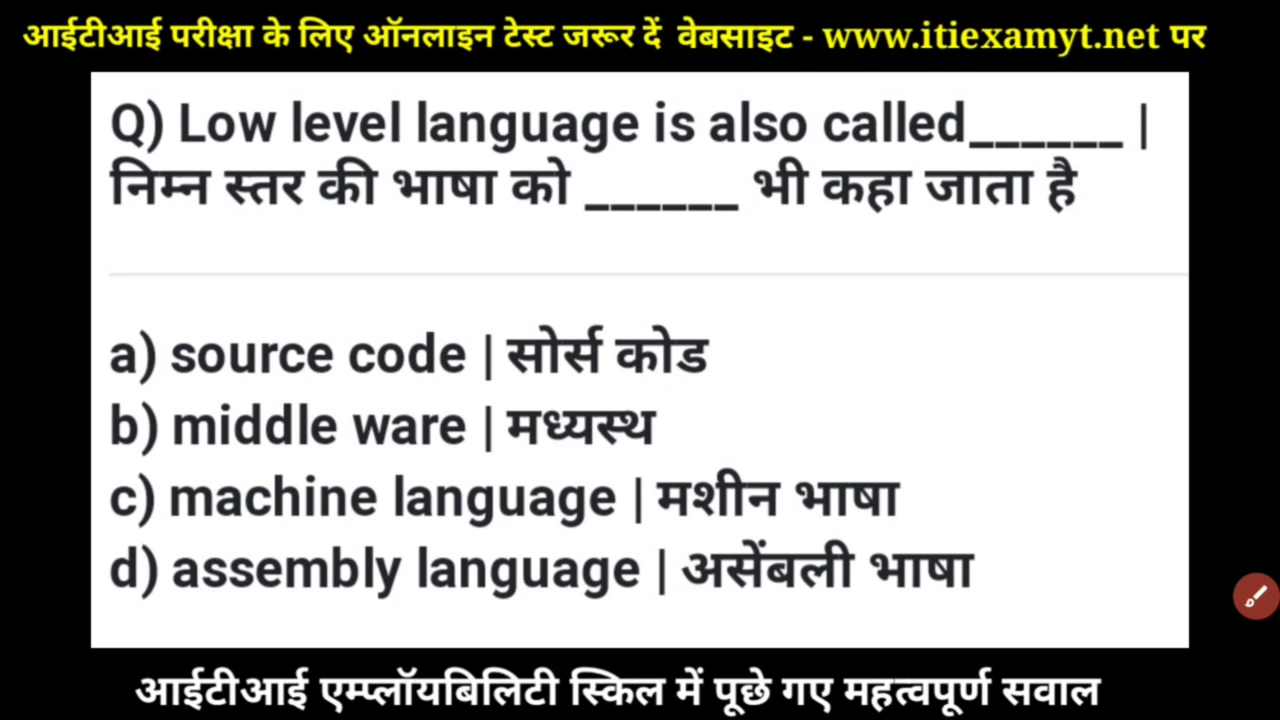 आईटीआई परीक्षा के लिए ऑनलाइन टेस्ट जरूर दें वेबसाइट - www.itiexamyt.net पर
Q) Low level language is also called______ |
निम्न स्तर की भाषा को ______ भी कहा जाता है
a) source code | सोर्स कोड
b) middle ware | मध्यस्थ
c) machine language | मशीन भाषा
d) assembly language | असेंबली भाषा
आईटीआई एम्प्लॉयबिलिटी स्किल में पूछे गए महत्वपूर्ण सवाल